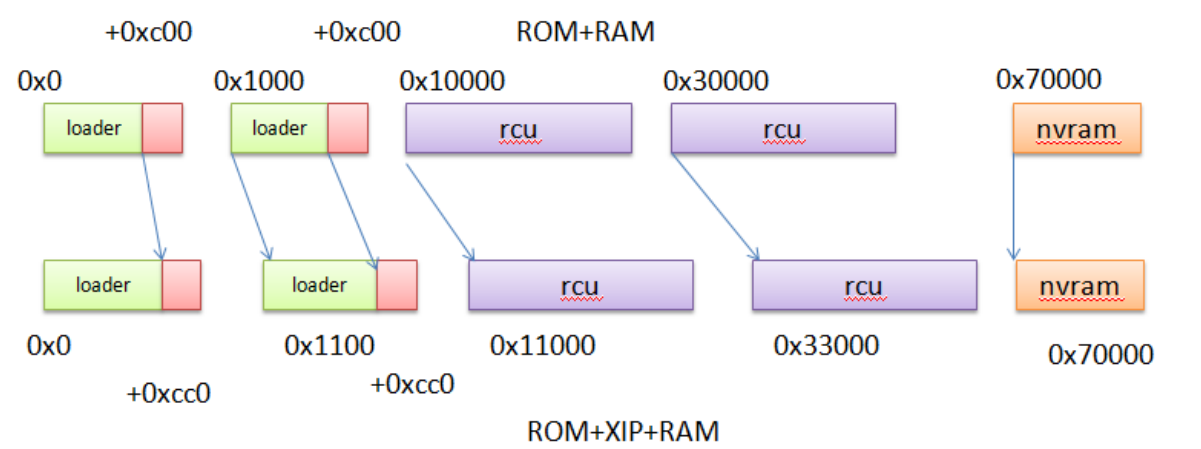 +0xc00 +0xc00 ROM+RAM
0x0 0x1000 0x10000 0x30000 0x70000
loader loader rcu rcu nvram
loader loader rcu rcu nvram
0x0 0x1100 0x11000 0x33000 0x70000
+0xcc0 +0xcc0
ROM+XIP+RAM